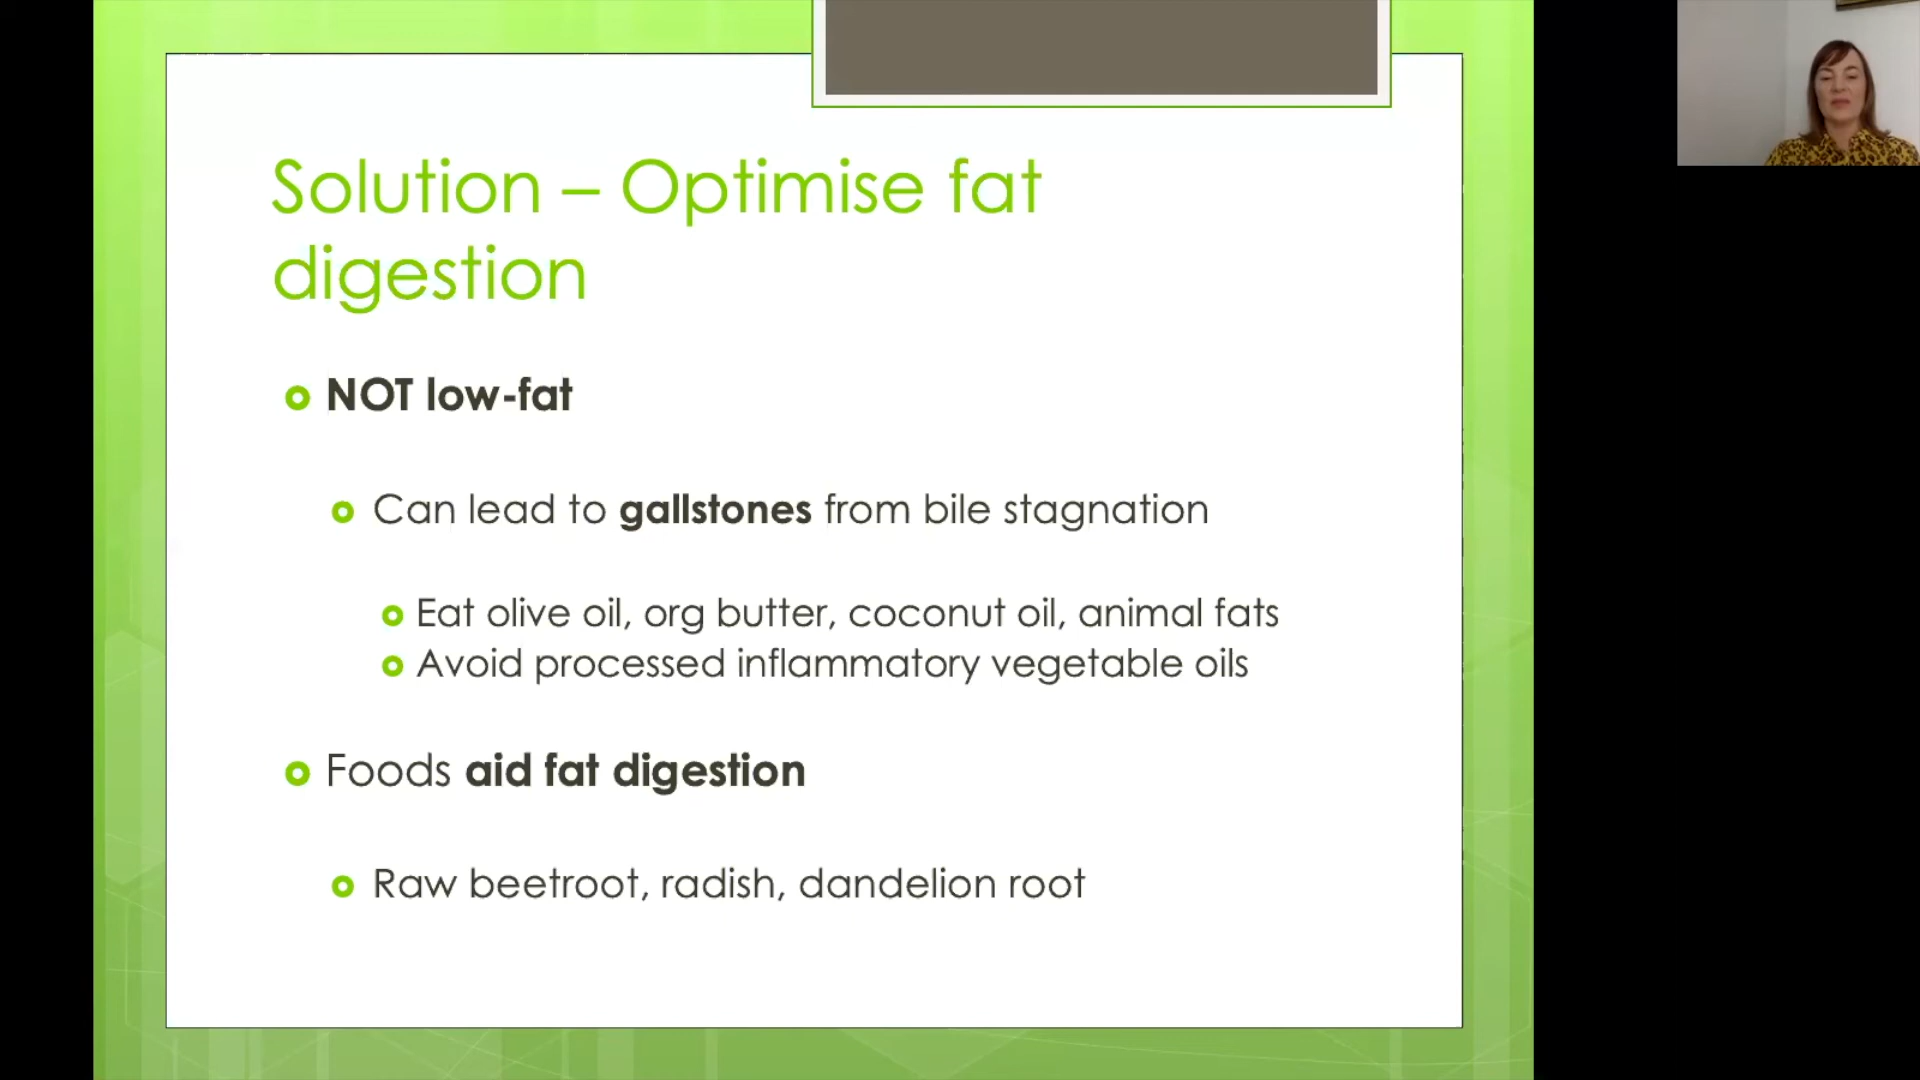 Solution – Optimise fat
digestion
NOT low-fat
Can lead to gallstones from bile stagnation
Eat olive oil, org butter, coconut oil, animal fats
Avoid processed inflammatory vegetable oils
Foods aid fat digestion
Raw beetroot, radish, dandelion root